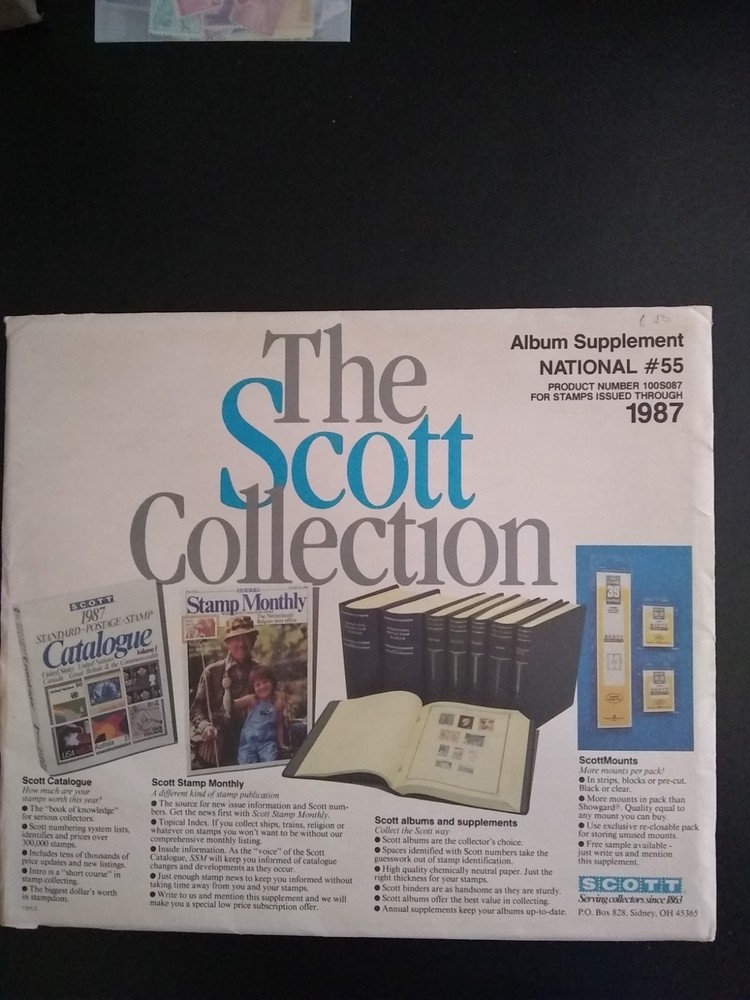 The
Scott
Collection
Album Supplement
NATIONAL #55
PRODUCT NUMBER 100S087
FOR STAMPS ISSUED THROUGH
1987
SCOTT
1987
STANDARD·POSTAGE·STAMP
Catalogue
Volume 1
USA
SCOTT
Stamp Monthly
39
Scott Catalogue
How much are your
stamps worth this year?
● The "book of knowledge"
for serious collectors.
● Scott numbering system lists,
identifies and prices over
300,000 stamps.
● Includes tens of thousands of
price updates and new listings.
● Intro is a "short course" in
stamp collecting.
● The biggest dollar's worth
in stampdom.
Scott Stamp Monthly
A different kind of stamp publication
● The source for new issue information and Scott num-
bers. Get the news first with Scott Stamp Monthly.
● Topical Index. If you collect ships, trains, religion or
whatever on stamps you won't want to be without our
comprehensive monthly listing.
● Inside information. As the "voice" of the Scott
Catalogue, SSM will keep you informed of catalogue
changes and developments as they occur.
● Just enough stamp news to keep you informed without
taking time away from you and your stamps.
● Write to us and mention this supplement and we will
make you a special low price subscription offer.
Scott albums and supplements
Collect the Scott way
● Scott albums are the collector's choice.
● Spaces identified with Scott numbers take the
guesswork out of stamp identification.
● High quality chemically neutral paper. Just the
right thickness for your stamps.
● Scott binders are as handsome as they are sturdy.
● Scott albums offer the best value in collecting.
● Annual supplements keep your albums up-to-date.
ScottMounts
More mounts per pack!
● In strips, blocks or pre-cut.
Black or clear.
● More mounts in pack than
Showgard®. Quality equal to
any mount you can buy.
● Use exclusive re-closable pack
for storing unused mounts.
● Free sample available -
just write us and mention
this supplement.
SCOTT
Serving collectors since 1863
P.O. Box 828, Sidney, OH 45365